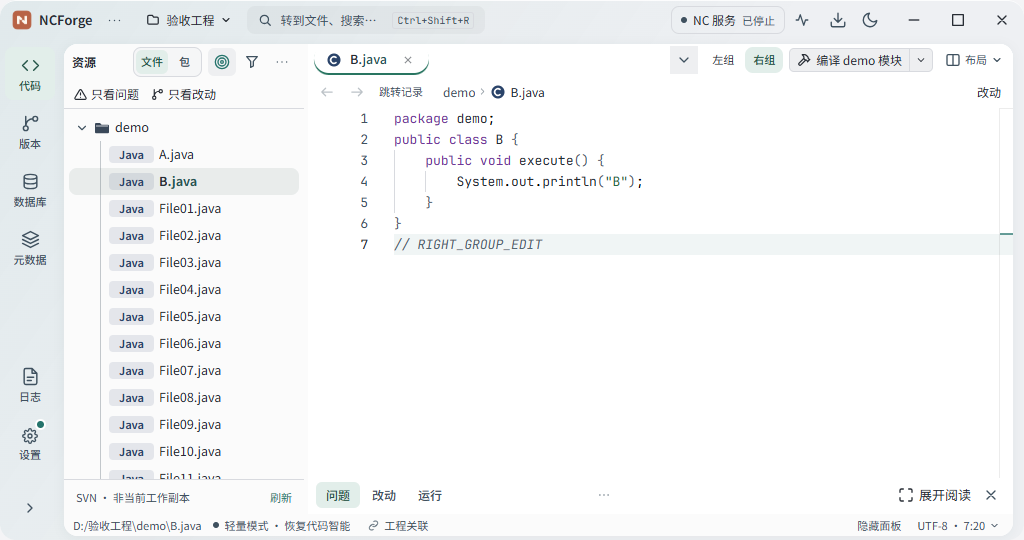 NCForge ··· 验收工程 转到文件、搜索··· Ctrl+Shift+R NC 服务 已停止
代码
版本
数据库
元数据
日志
设置
资源 文件 包 ···
只看问题 只看改动
demo
Java A.java
Java B.java
Java File01.java
Java File02.java
Java File03.java
Java File04.java
Java File05.java
Java File06.java
Java File07.java
Java File08.java
Java File09.java
Java File10.java
Java File11.java
SVN • 非当前工作副本 刷新
B.java × 左组 右组 编译 demo 模块 布局
跳转记录 demo › B.java 改动
1 package demo;
2 public class B {
3 public void execute() {
4 System.out.println("B");
5 }
6 }
7 // RIGHT_GROUP_EDIT
问题 改动 运行 ··· 展开阅读
D:/验收工程\demo\B.java 轻量模式 • 恢复代码智能 工程关联 隐藏面板 UTF-8 • 7:20